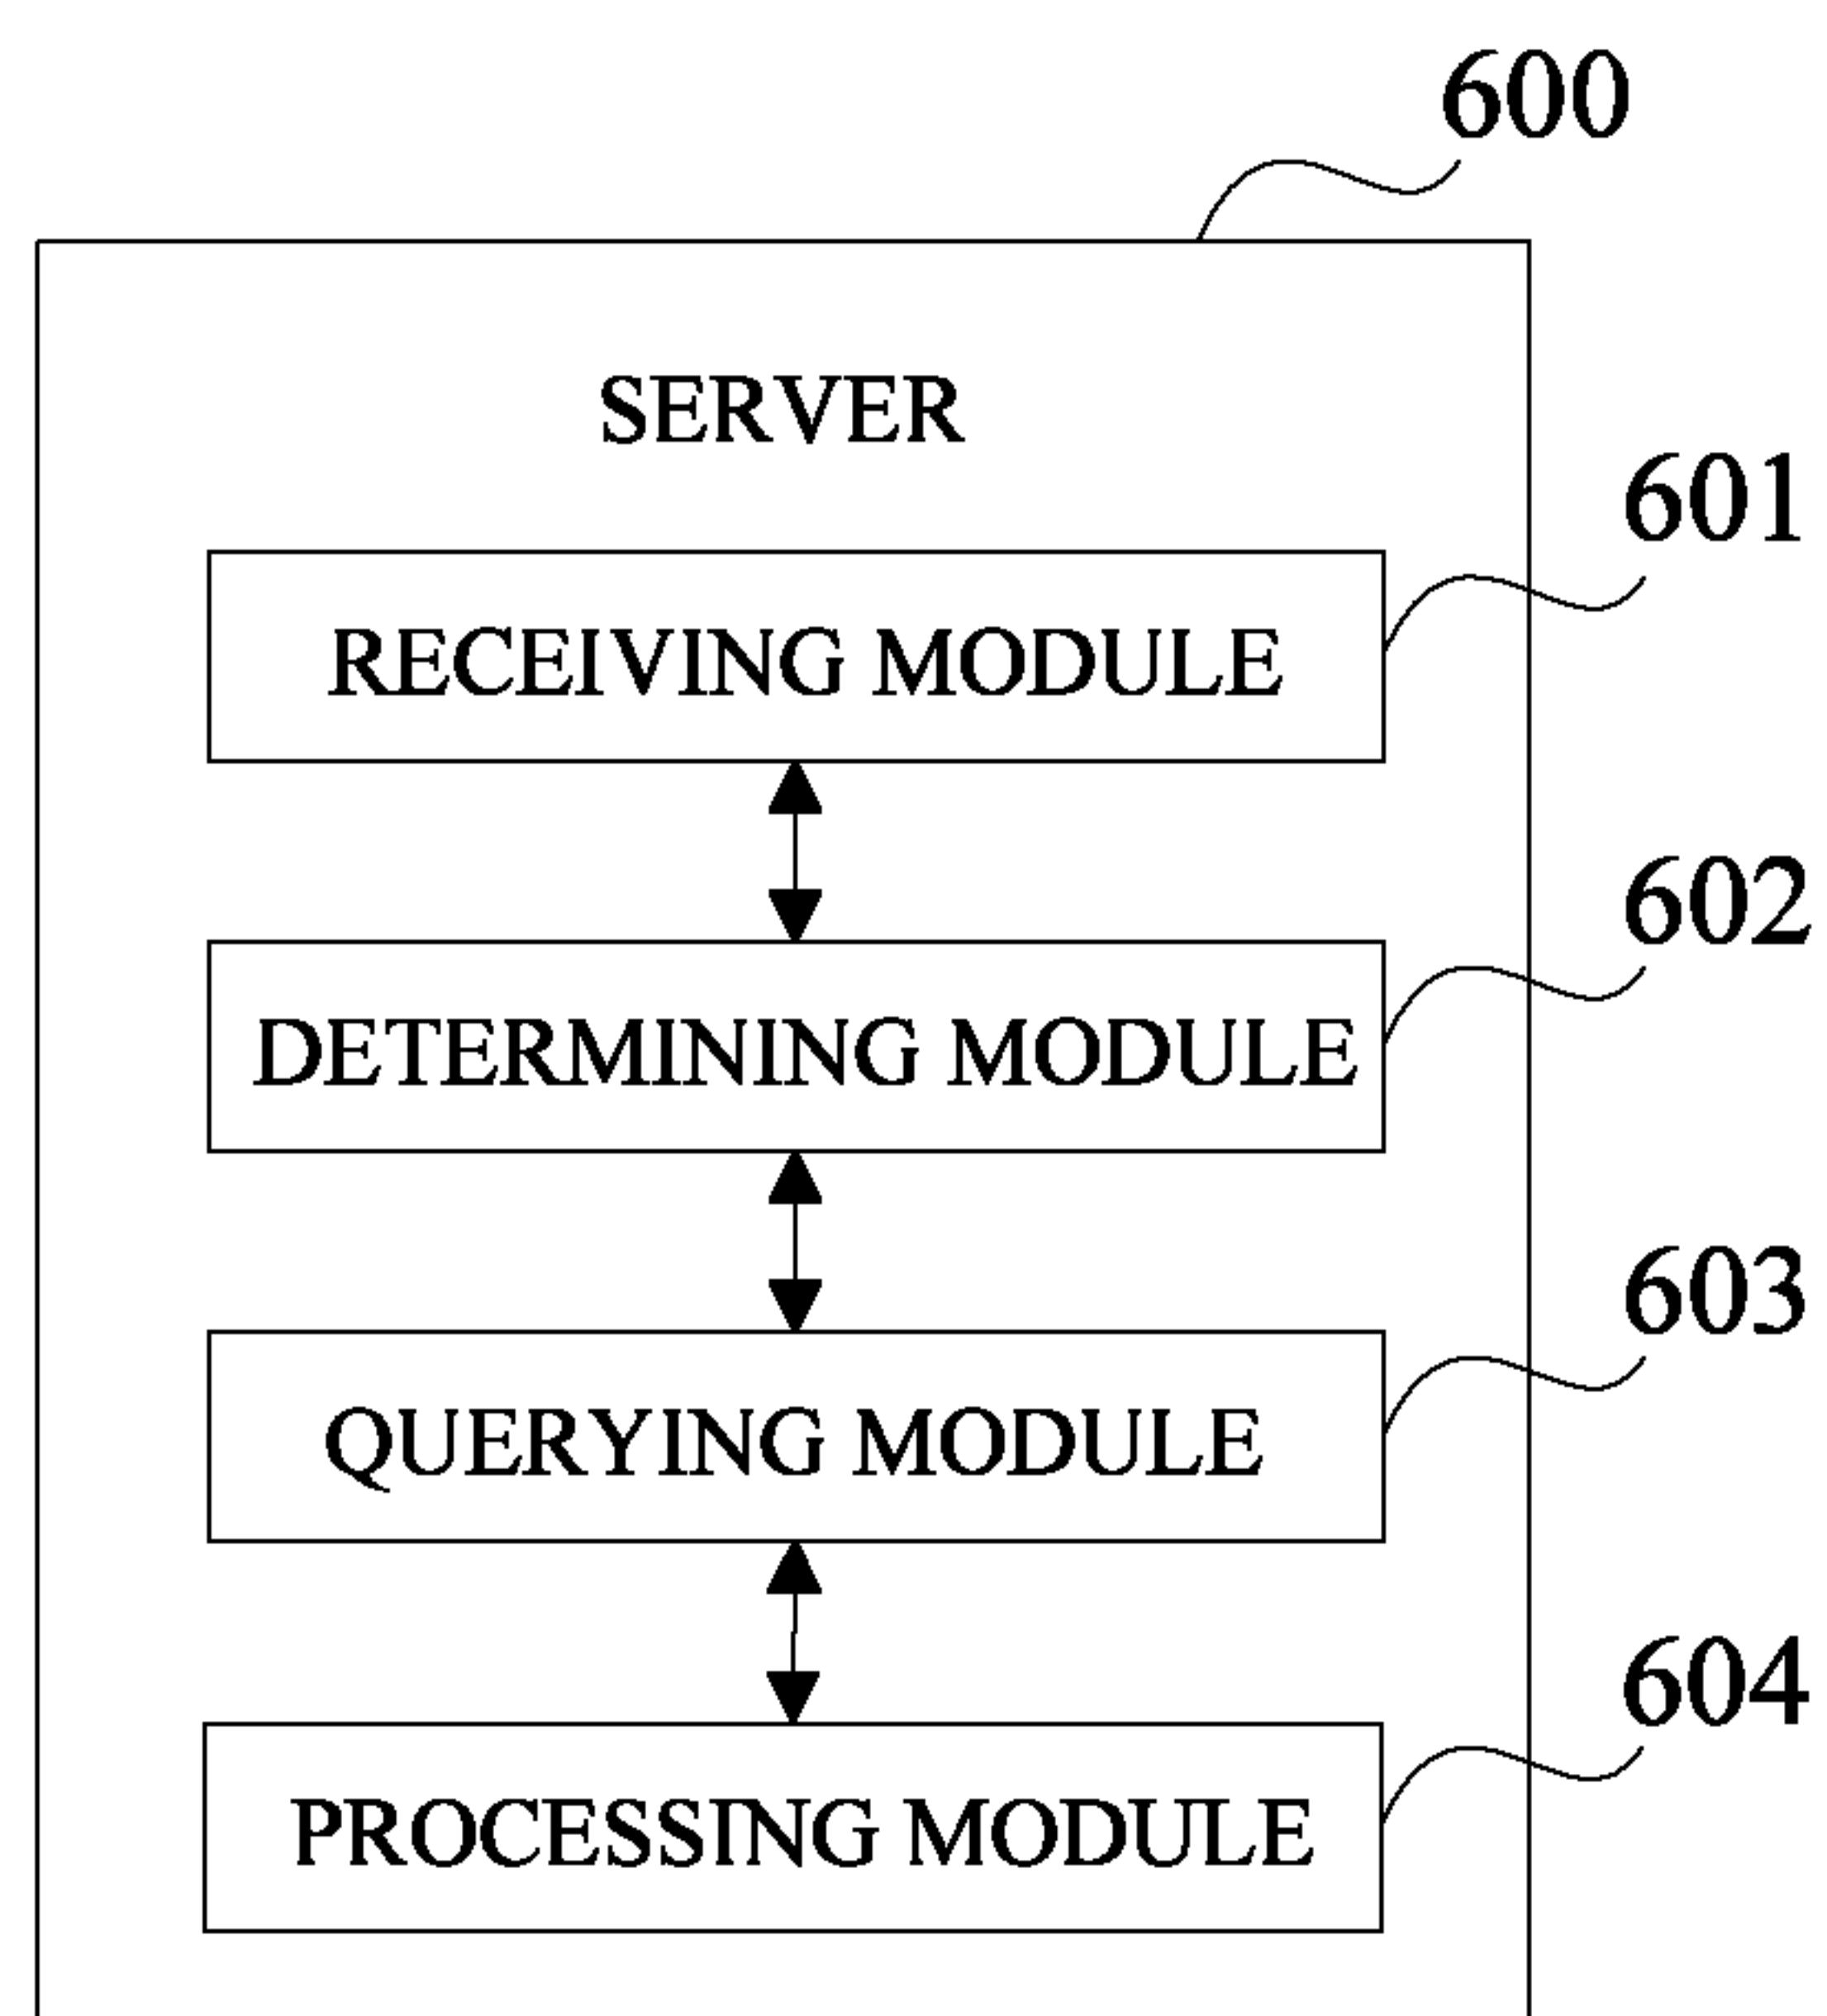 600
SERVER
601
RECEIVING MODULE
602
DETERMINING MODULE
603
QUERYING MODULE
604
PROCESSING MODULE